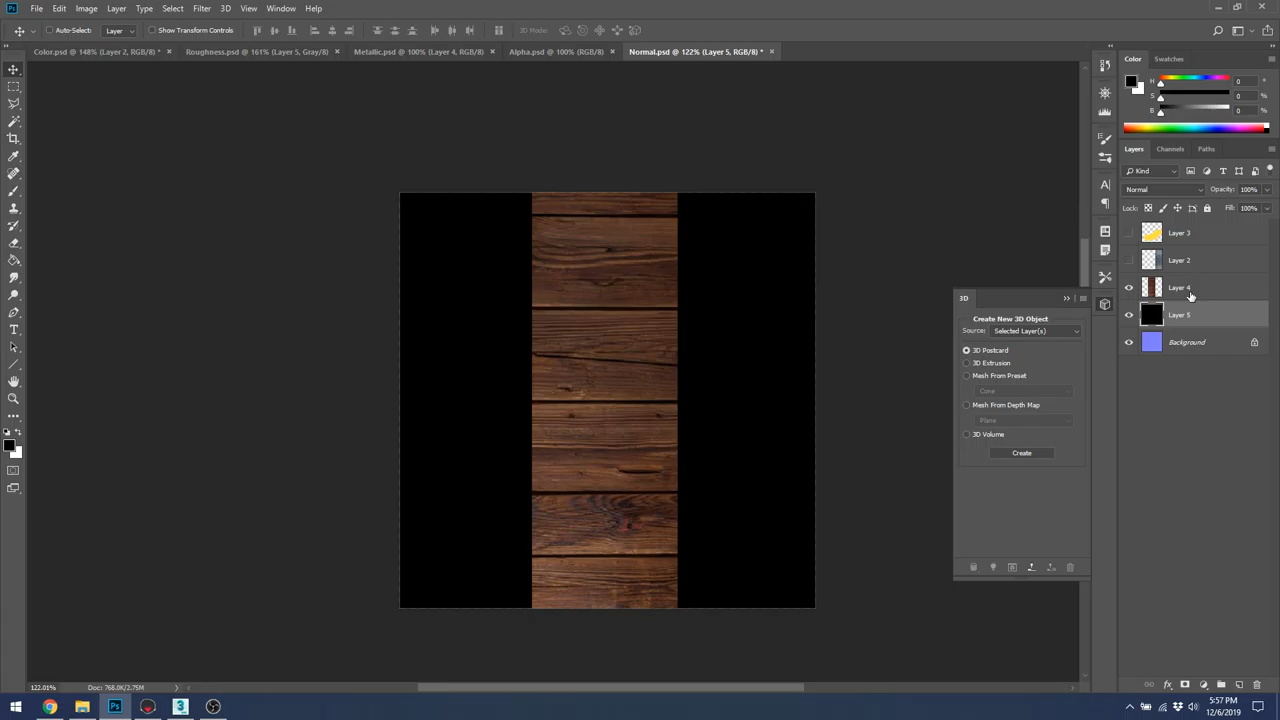 Ps File Edit Image Layer Type Select Filter 3D View Window Help
Auto-Select: Layer Show Transform Controls 3D Mode:
Color.psd @ 148% (Layer 2, RGB/8) * × Roughness.psd @ 161% (Layer 5, Gray/8) × Metallic.psd @ 100% (Layer 4, RGB/8) × Alpha.psd @ 100% (RGB/8) × Normal.psd @ 122% (Layer 5, RGB/8) * ×
Color Swatches
H 0 °
S 0 %
B 0 %
Layers Channels Paths
Kind
Normal Opacity: 100%
Lock: Fill: 100%
Layer 3
Layer 2
Layer 4
Layer 5
Background
3D
Create New 3D Object
Source: Selected Layer(s)
3D Postcard
3D Extrusion
Mesh From Preset
Cone
Mesh From Depth Map
Plane
3D Volume
Create
122.01% Doc: 768.0K/2.75M
5:57 PM
12/6/2019